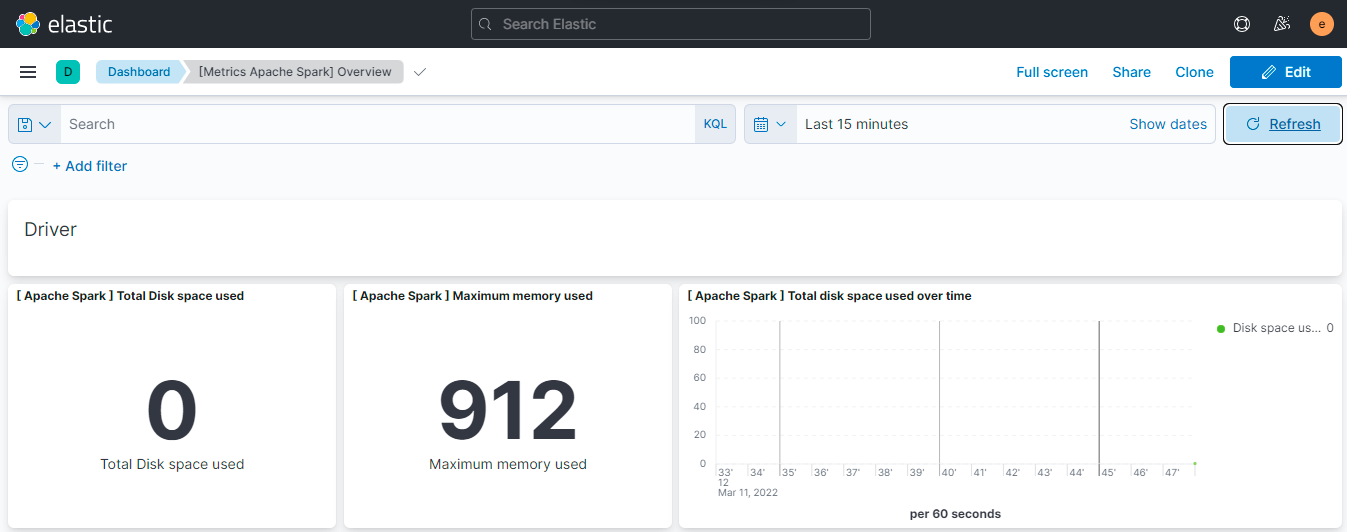 elastic
Search Elastic
e
D
Dashboard
[Metrics Apache Spark] Overview
Full screen
Share
Clone
Edit
Search
KQL
Last 15 minutes
Show dates
Refresh
+ Add filter
Driver
[ Apache Spark ] Total Disk space used
0
Total Disk space used
[ Apache Spark ] Maximum memory used
912
Maximum memory used
[ Apache Spark ] Total disk space used over time
100
80
60
40
20
0
33' 34' 35' 36' 37' 38' 39' 40' 41' 42' 43' 44' 45' 46' 47'
12
Mar 11, 2022
per 60 seconds
Disk space us... 0